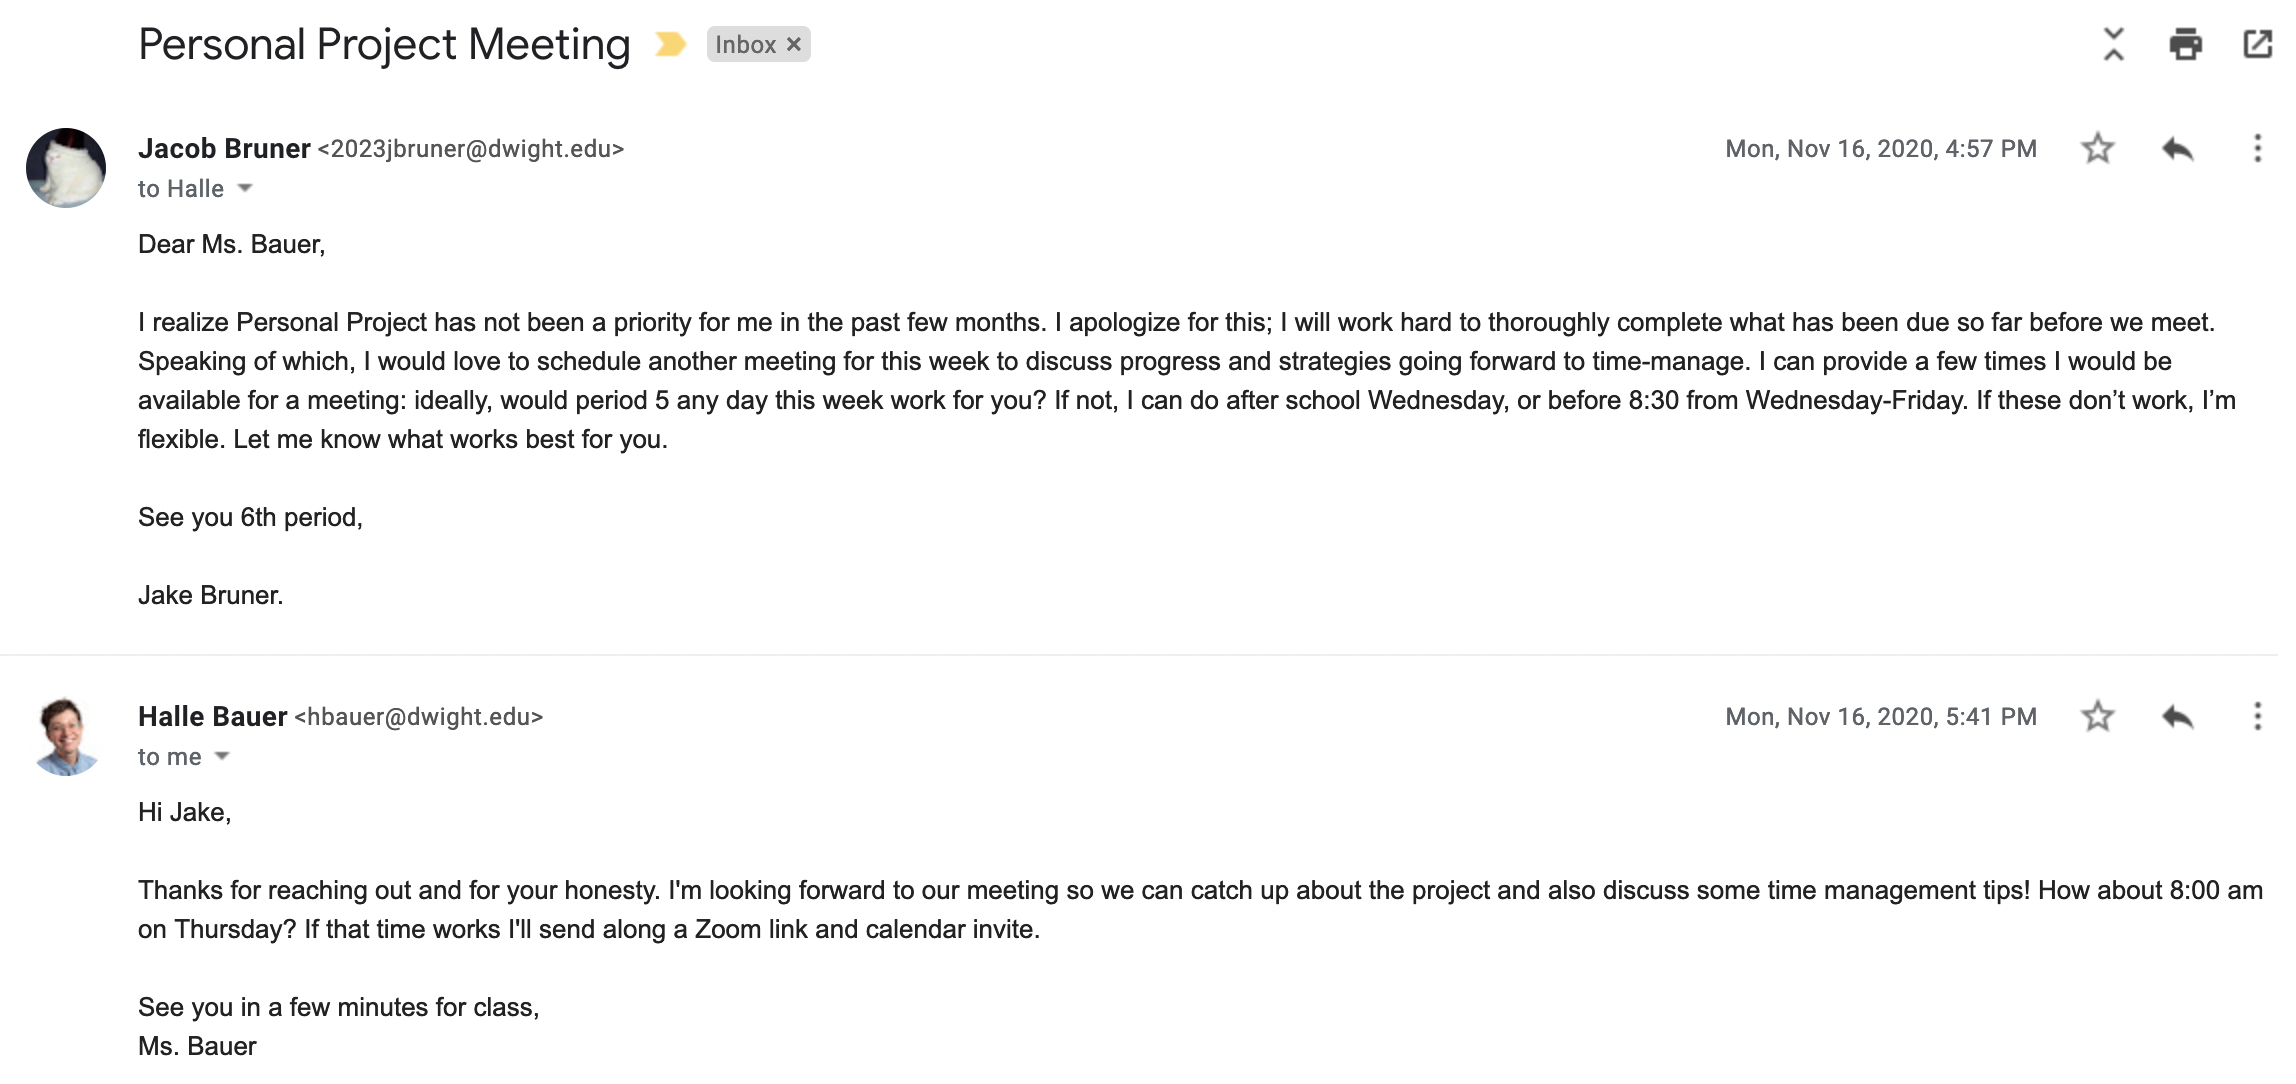 Personal Project Meeting Inbox ×
Jacob Bruner <2023jbruner@dwight.edu> Mon, Nov 16, 2020, 4:57 PM
to Halle
Dear Ms. Bauer,
I realize Personal Project has not been a priority for me in the past few months. I apologize for this; I will work hard to thoroughly complete what has been due so far before we meet.
Speaking of which, I would love to schedule another meeting for this week to discuss progress and strategies going forward to time-manage. I can provide a few times I would be
available for a meeting: ideally, would period 5 any day this week work for you? If not, I can do after school Wednesday, or before 8:30 from Wednesday-Friday. If these don’t work, I’m
flexible. Let me know what works best for you.
See you 6th period,
Jake Bruner.
Halle Bauer <hbauer@dwight.edu> Mon, Nov 16, 2020, 5:41 PM
to me
Hi Jake,
Thanks for reaching out and for your honesty. I'm looking forward to our meeting so we can catch up about the project and also discuss some time management tips! How about 8:00 am
on Thursday? If that time works I'll send along a Zoom link and calendar invite.
See you in a few minutes for class,
Ms. Bauer